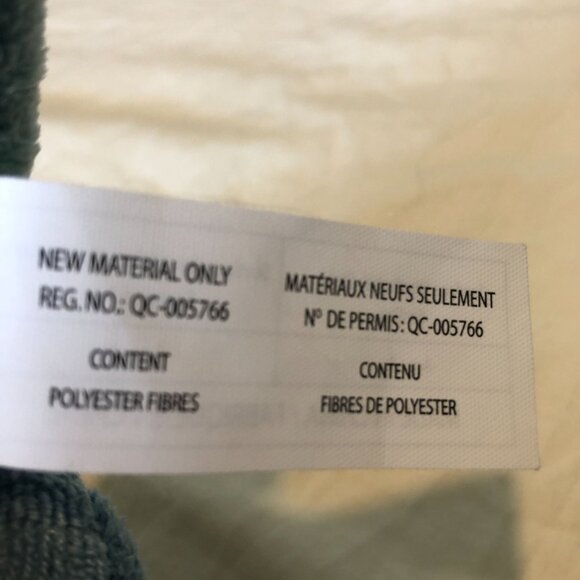 NEW MATERIAL ONLY
REG. NO.: QC-005766
CONTENT
POLYESTER FIBRES
MATÉRIAUX NEUFS SEULEMENT
Nº DE PERMIS: QC-005766
CONTENU
FIBRES DE POLYESTER